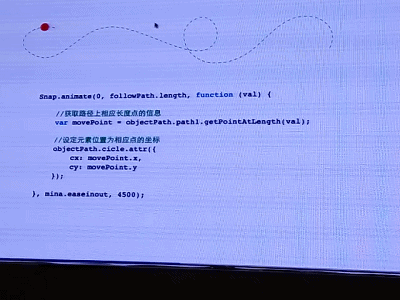 Snap.animate(0, followPath.length, function (val) {
//获取路径上相应长度点的信息
var movePoint = objectPath.path1.getPointAtLength(val);
//设定元素位置为相应点的坐标
objectPath.cicle.attr({
cx: movePoint.x,
cy: movePoint.y
});
}, mina.easeinout, 4500);